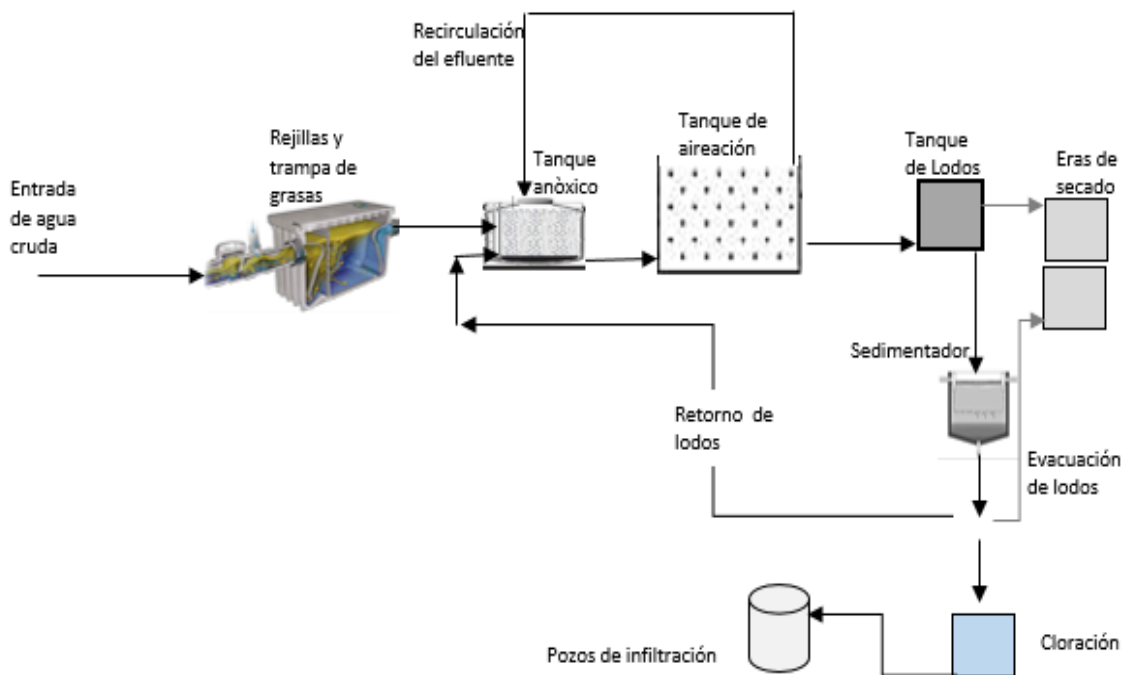 Recirculación
del efluente
Rejillas y
trampa de
grasas
Entrada
de agua
cruda
Tanque
anòxico
Tanque de
aireación
Tanque
de Lodos
Eras de
secado
Sedimentador
Retorno de
lodos
Evacuación
de lodos
Pozos de infiltración
Cloración